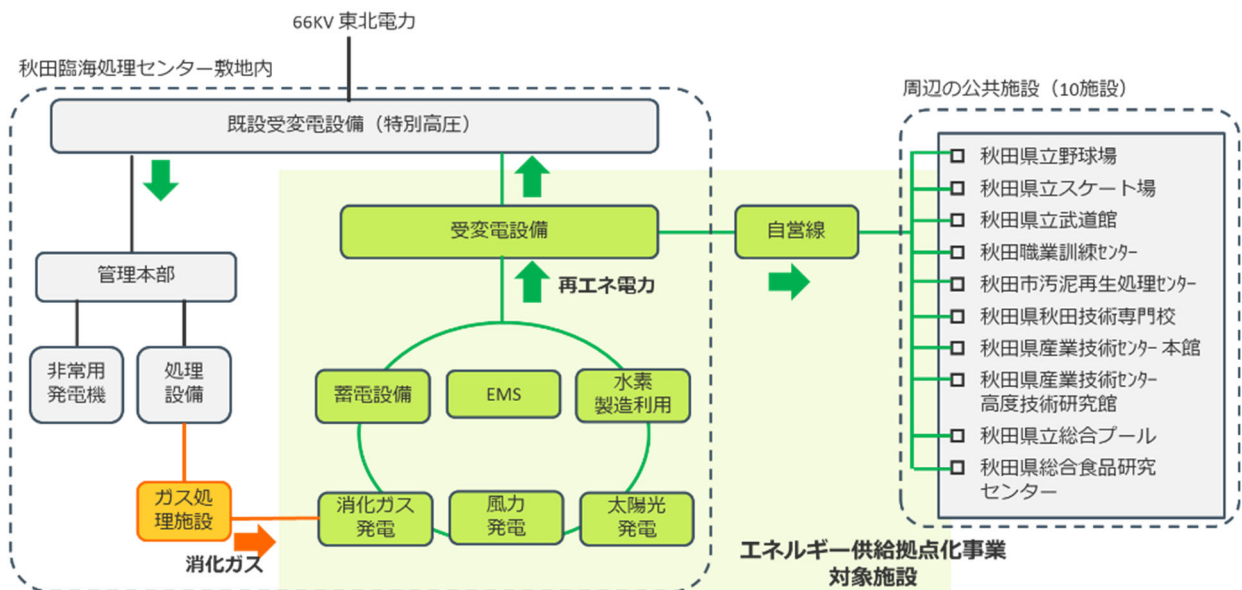 66KV 東北電力
秋田臨海処理センター敷地内
既設受変電設備（特別高圧）
受変電設備
自営線
再エネ電力
管理本部
非常用
発電機
処理
設備
蓄電設備
EMS
水素
製造利用
ガス処
理施設
消化ガス
消化ガス
発電
風力
発電
太陽光
発電
エネルギー供給拠点化事業
対象施設
周辺の公共施設（10施設）
秋田県立野球場
秋田県立スケート場
秋田県立武道館
秋田職業訓練ｾﾝﾀｰ
秋田市汚泥再生処理ｾﾝﾀｰ
秋田県秋田技術専門校
秋田県産業技術ｾﾝﾀｰ 本館
秋田県産業技術ｾﾝﾀｰ
高度技術研究館
秋田県立総合プール
秋田県総合食品研究
センター